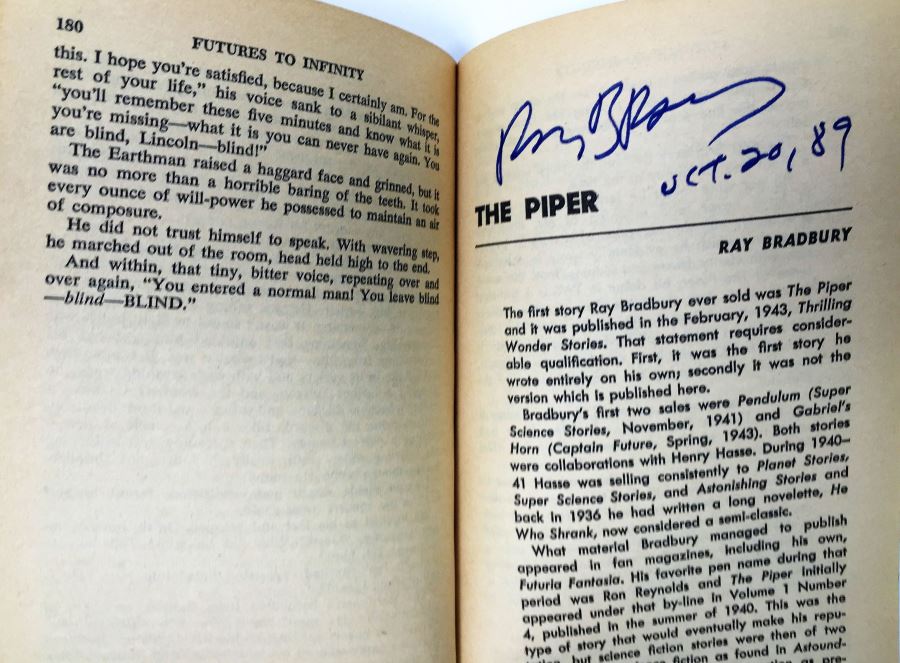 180
FUTURES TO INFINITY
this. I hope you're satisfied, because I certainly am. For the
rest of your life," his voice sank to a sibilant whisper,
"you'll remember these five minutes and know what it is
you're missing—what it is you can never have again. You
are blind, Lincoln—blind!"
The Earthman raised a haggard face and grinned, but it
was no more than a horrible baring of the teeth. It took
every ounce of will-power he possessed to maintain an air
of composure.
He did not trust himself to speak. With wavering step,
he marched out of the room, head held high to the end.
And within, that tiny, bitter voice, repeating over and
over again, "You entered a normal man! You leave blind
—blind—BLIND."
Ray Bradbury
Oct. 20, 89
THE PIPER
RAY BRADBURY
The first story Ray Bradbury ever sold was The Piper
and it was published in the February, 1943, Thrilling
Wonder Stories. That statement requires consider-
able qualification. First, it was the first story he
wrote entirely on his own; secondly it was not the
version which is published here.
Bradbury's first two sales were Pendulum (Super
Science Stories, November, 1941) and Gabriel's
Horn (Captain Future, Spring, 1943). Both stories
were collaborations with Henry Hasse. During 1940–
41 Hasse was selling consistently to Planet Stories,
Super Science Stories, and Astonishing Stories and
back in 1936 he had written a long novelette, He
Who Shrank, now considered a semi-classic.
What material Bradbury managed to publish
appeared in fan magazines, including his own,
Futuria Fantasia. His favorite pen name during that
period was Ron Reynolds and The Piper initially
appeared under that by-line in Volume 1 Number
4, published in the summer of 1940. This was the
type of story that would eventually make his repu-
but science fiction stories were then of two
fiction as found in Astound-
as pre-